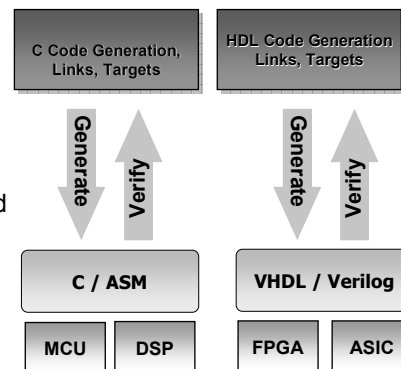 C Code Generation,
Links, Targets
HDL Code Generation
Links, Targets
Generate
Verify
Generate
Verify
d
C / ASM
VHDL / Verilog
MCU
DSP
FPGA
ASIC